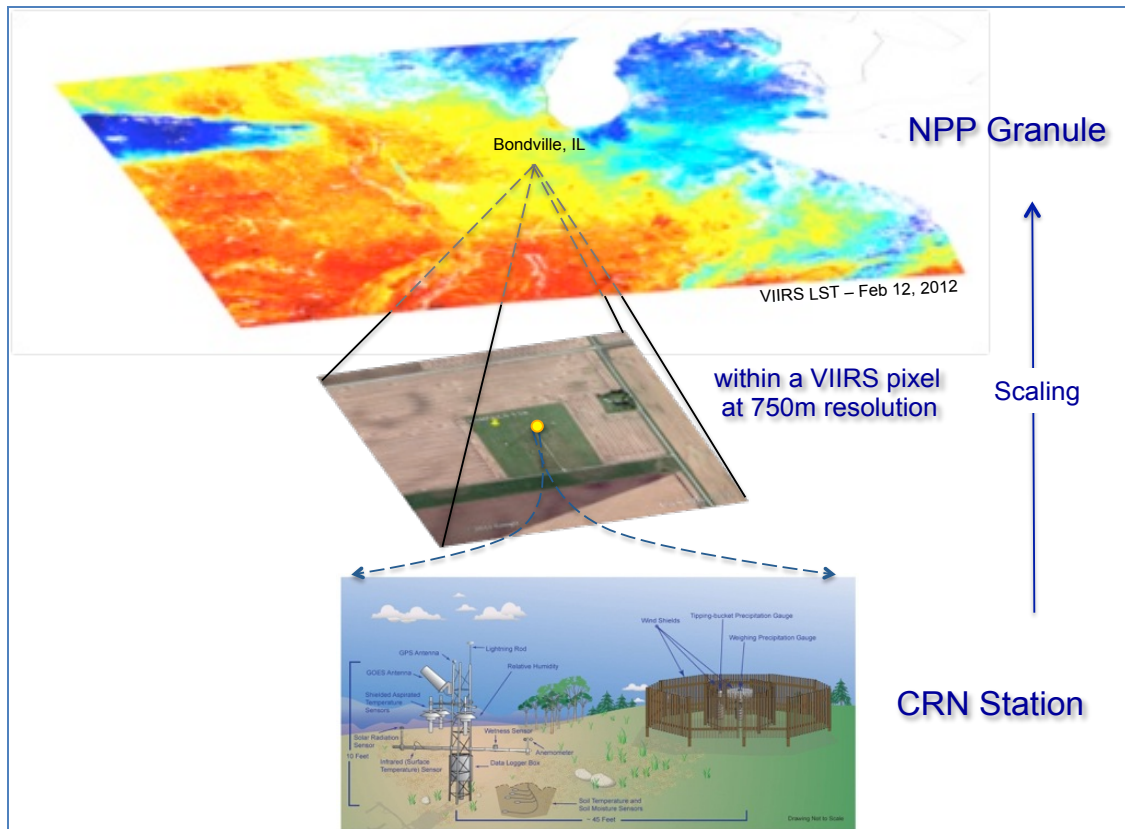 NPP Granule
Bondville, IL
VIIRS LST – Feb 12, 2012
within a VIIRS pixel
at 750m resolution
Scaling
CRN Station
Tipping-bucket Precipitation Gauge
Wind Shields
Weighing Precipitation Gauge
Lightning Rod
GPS Antenna
Relative Humidity
GOES Antenna
Shielded Aspirated
Temperature
Sensors
Solar Radiation
Sensor
Wetness Sensor
Anemometer
10 Feet
Infrared (Surface
Temperature) Sensor
Data Logger Box
Soil Temperature and
Soil Moisture Sensors
~ 45 Feet
Drawing Not to Scale